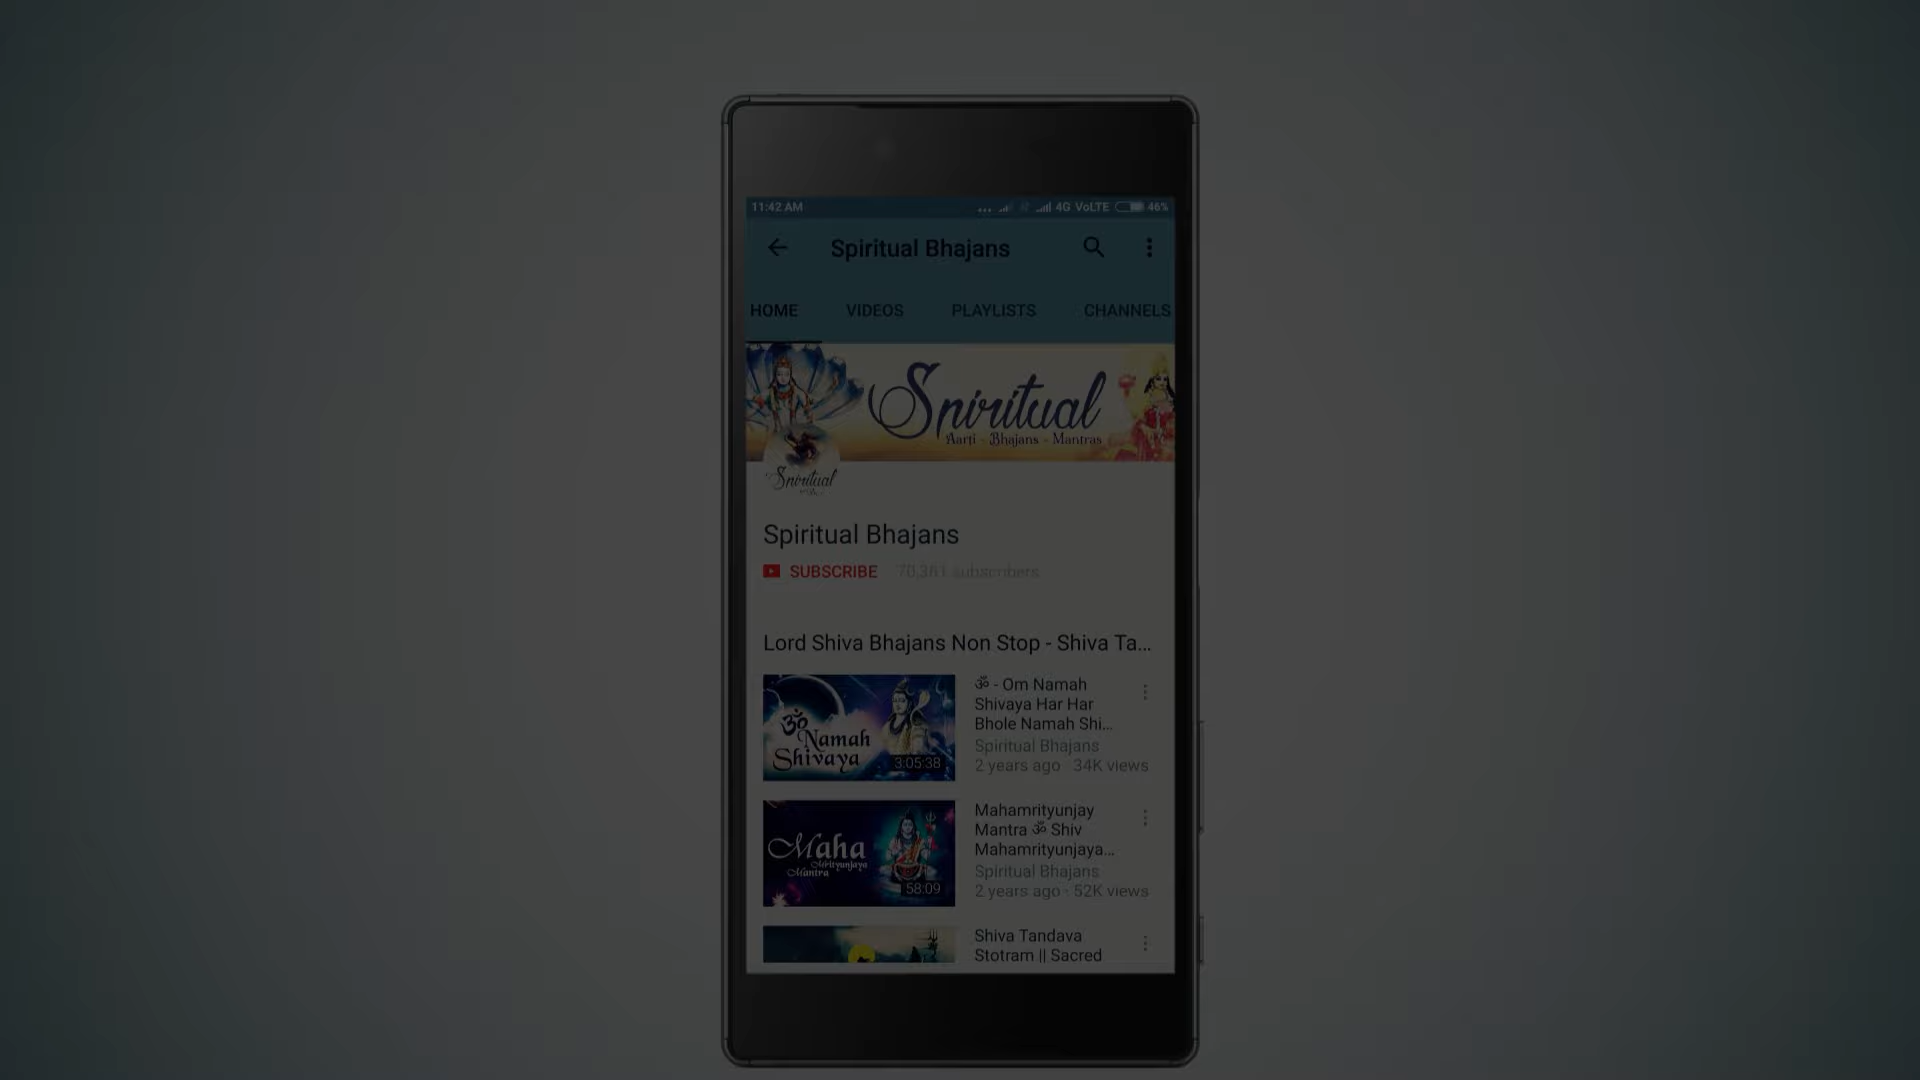 11:42 AM 4G VoLTE 46%
Spiritual Bhajans
HOME VIDEOS PLAYLISTS CHANNELS
Spiritual
Aarti - Bhajans - Mantras
Spiritual
Spiritual Bhajans
SUBSCRIBE 70,361 subscribers
Lord Shiva Bhajans Non Stop - Shiva Ta...
ॐ - Om Namah
Shivaya Har Har
Bhole Namah Shi...
Spiritual Bhajans
2 years ago · 34K views
ॐ
Namah
Shivaya
3:05:38
Mahamrityunjay
Mantra ॐ Shiv
Mahamrityunjaya...
Spiritual Bhajans
2 years ago · 52K views
Maha
Mrityunjaya
Mantra
58:09
Shiva Tandava
Stotram || Sacred